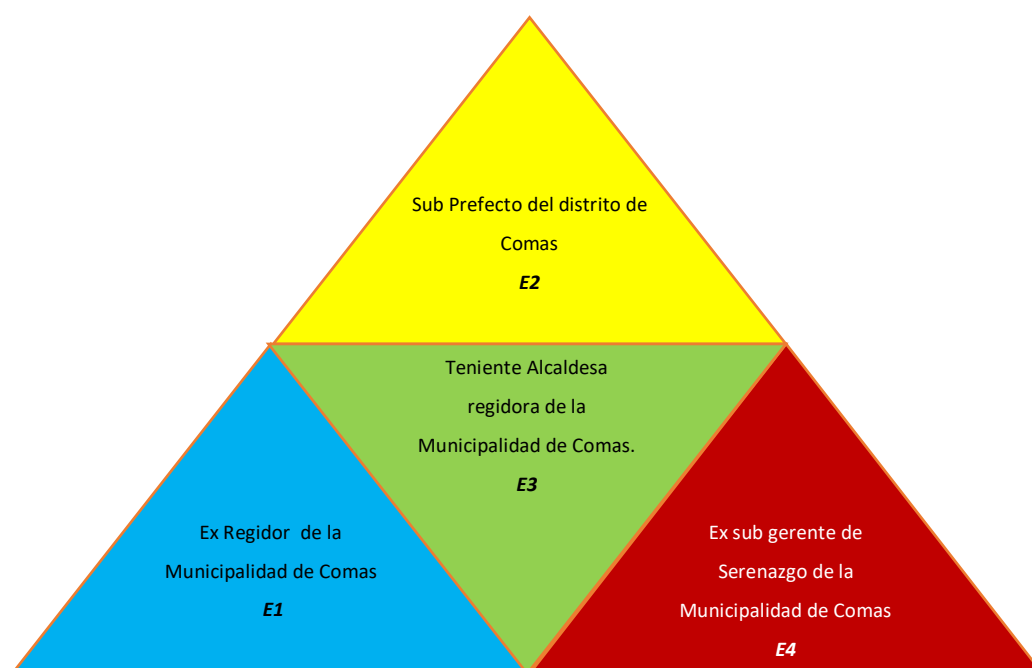 Sub Prefecto del distrito de
Comas
E2
Teniente Alcaldesa
regidora de la
Municipalidad de Comas.
E3
Ex Regidor de la
Municipalidad de Comas
E1
Ex sub gerente de
Serenazgo de la
Municipalidad de Comas
E4